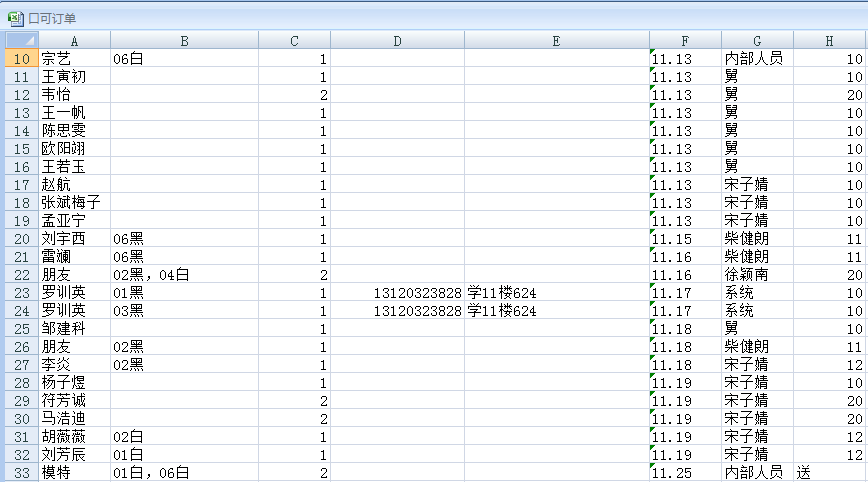 口可订单
A B C D E F G H
10 宗艺 06白 1 11.13 内部人员 10
11 王寅初 1 11.13 舅 10
12 韦怡 2 11.13 舅 20
13 王一帆 1 11.13 舅 10
14 陈思雯 1 11.13 舅 10
15 欧阳翊 1 11.13 舅 10
16 王若玉 1 11.13 舅 10
17 赵航 1 11.13 宋子婧 10
18 张斌梅子 1 11.13 宋子婧 10
19 孟亚宁 1 11.13 宋子婧 10
20 刘宇西 06黑 1 11.15 柴健朗 11
21 雷斓 06黑 1 11.16 柴健朗 11
22 朋友 02黑，04白 2 11.16 徐颖南 20
23 罗训英 01黑 1 13120323828 学11楼624 11.17 系统 10
24 罗训英 03黑 1 13120323828 学11楼624 11.17 系统 10
25 邹建科 1 11.18 舅 10
26 朋友 02黑 1 11.18 柴健朗 11
27 李炎 02黑 1 11.18 宋子婧 12
28 杨子煜 1 11.19 宋子婧 10
29 符芳诚 2 11.19 宋子婧 20
30 马浩迪 2 11.19 宋子婧 20
31 胡薇薇 02白 1 11.19 宋子婧 12
32 刘芳辰 01白 1 11.19 宋子婧 12
33 模特 01白，06白 2 11.25 内部人员 送